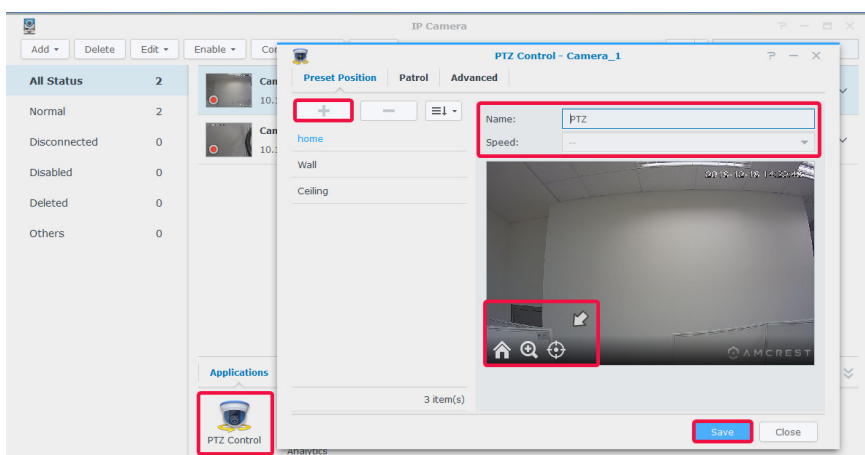 IP Camera
Add
Delete
Edit
Enable
PTZ Control - Camera_1
All Status 2
Normal 2
Disconnected 0
Disabled 0
Deleted 0
Others 0
Preset Position Patrol Advanced
home
Wall
Ceiling
3 item(s)
Name: PTZ
Speed: --
AMCREST
Save Close
Applications
PTZ Control
Analytics